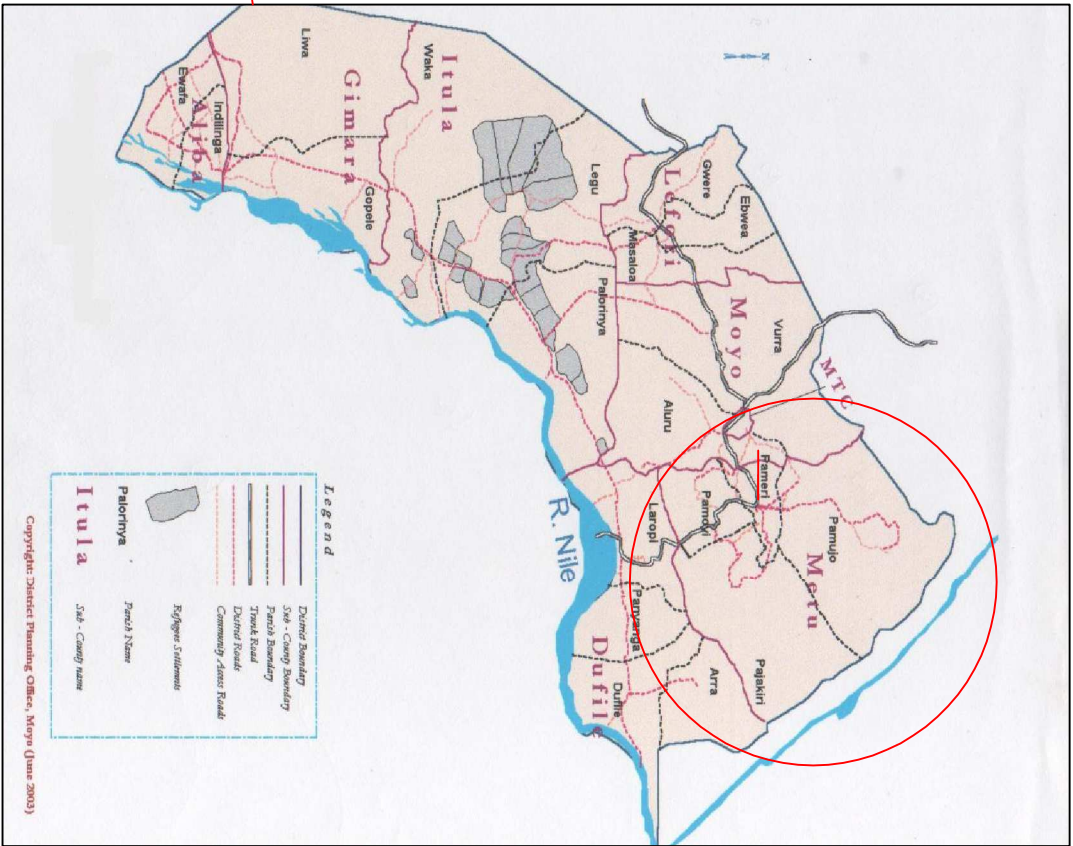 N
Liwa
Waka
Itula
Gimara
Ewafa
Indilinga
Aliba
Gopele
Legu
Gwere
Ebwea
Lefori
Masaloa
Palorinya
Moyo
Vurra
MTC
Aluru
Rameri
Pamoyi
Pamujo
Metu
Laropi
R. Nile
Panyanga
Arra
Pajakiri
Dufile
Dufile
Legend
District Boundary
Sub - County Boundary
Parish Boundary
Trunk Road
District Roads
Community Access Roads
Refugee Settlements
Palorinya
Parish Name
Itula
Sub - County name
Copyright: District Planning Office, Moyo (June 2003)